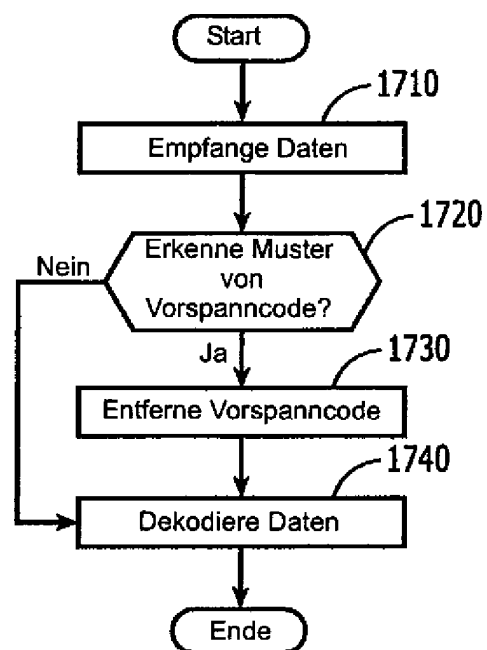 Start
1710
Empfange Daten
1720
Erkenne Muster
von
Vorspanncode?
Nein
Ja
1730
Entferne Vorspanncode
1740
Dekodiere Daten
Ende